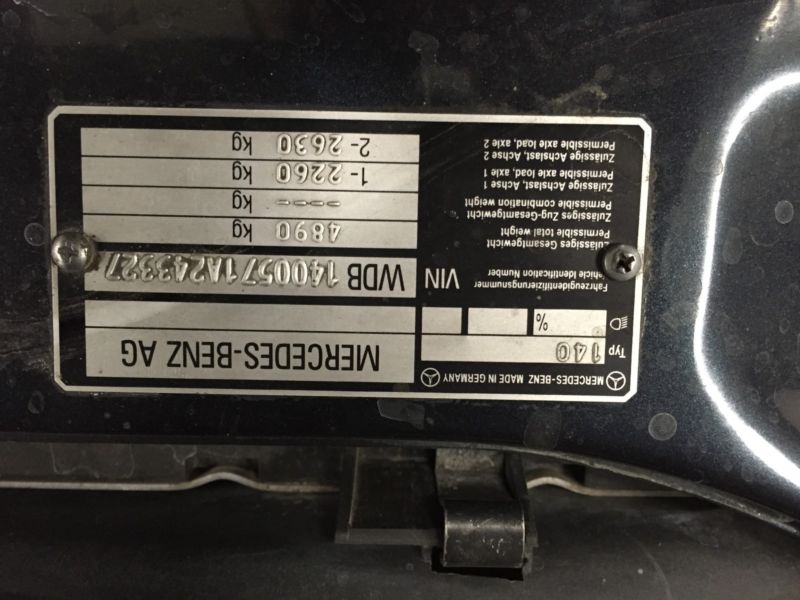 MERCEDES-BENZ MADE IN GERMANY
MERCEDES-BENZ AG
Typ 140
%
Fahrzeugidentifizierungsnummer
Vehicle Identification Number
VIN
WDB 1400571A243327
Zulässiges Gesamtgewicht
Permissible total weight
4890 kg
Zulässiges Zug-Gesamtgewicht
Permissible combination weight
---- kg
Zulässige Achslast, Achse 1
Permissible axle load, axle 1
1- 2260 kg
Zulässige Achslast, Achse 2
Permissible axle load, axle 2
2- 2630 kg